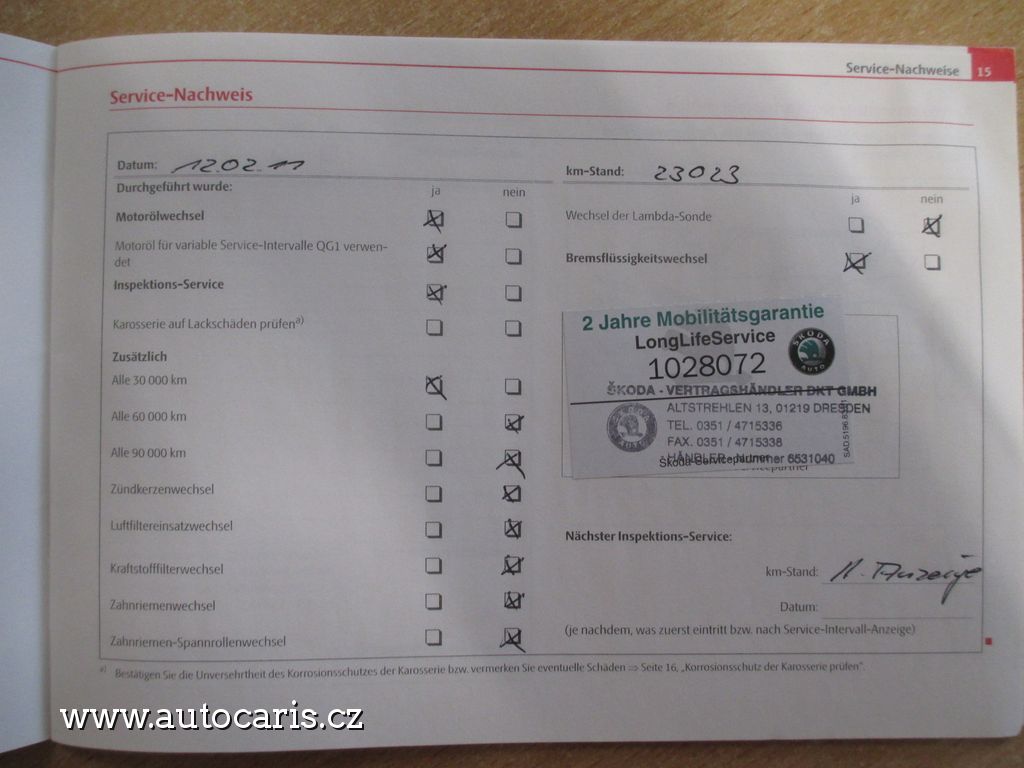 Service-Nachweise 15
Service-Nachweis
Datum: 12.02.11
Durchgeführt wurde:
ja nein
Motorölwechsel
Motoröl für variable Service-Intervalle QG1 verwen-
det
Inspektions-Service
Karosserie auf Lackschäden prüfen a)
Zusätzlich
Alle 30 000 km
Alle 60 000 km
Alle 90 000 km
Zündkerzenwechsel
Luftfiltereinsatzwechsel
Kraftstofffilterwechsel
Zahnriemenwechsel
Zahnriemen-Spannrollenwechsel
km-Stand: 23023
ja nein
Wechsel der Lambda-Sonde
Bremsflüssigkeitswechsel
2 Jahre Mobilitätsgarantie
LongLifeService
1028072
ŠKODA AUTO
ŠKODA - VERTRAGSHÄNDLER DKT GMBH
ALTSTREHLEN 13, 01219 DRESDEN
TEL. 0351 / 4715336
FAX. 0351 / 4715338
Skoda-Servicepartner 6531040
Nächster Inspektions-Service:
km-Stand: n. Anzeige
Datum:
(je nachdem, was zuerst eintritt bzw. nach Service-Intervall-Anzeige)
a) Bestätigen Sie die Unversehrtheit des Korrosionsschutzes der Karosserie bzw. vermerken Sie eventuelle Schäden ⇒ Seite 16, „Korrosionsschutz der Karosserie prüfen“.
www.autocaris.cz